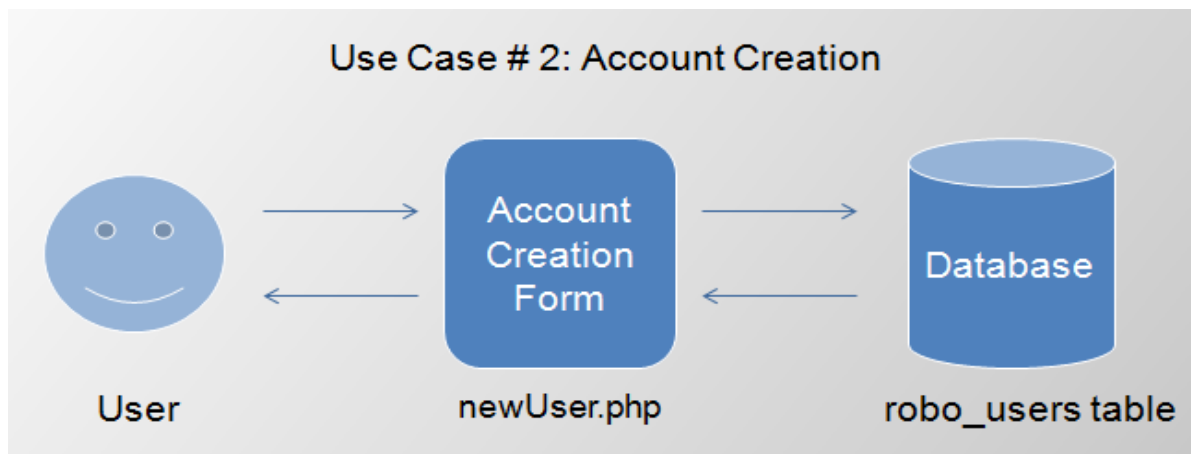 Use Case # 2: Account Creation
Account
Creation
Form
Database
User
newUser.php
robo_users table